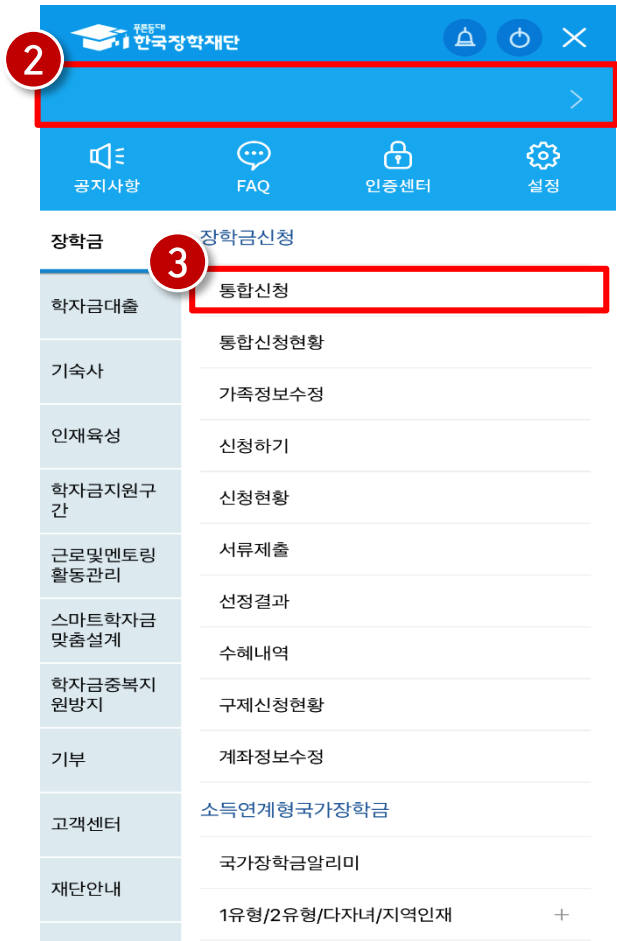 푸른등대
한국장학재단
2
공지사항
FAQ
인증센터
설정
장학금
학자금대출
기숙사
인재육성
학자금지원구
간
근로및멘토링
활동관리
스마트학자금
맞춤설계
학자금중복지
원방지
기부
고객센터
재단안내
장학금신청
3
통합신청
통합신청현황
가족정보수정
신청하기
신청현황
서류제출
선정결과
수혜내역
구제신청현황
계좌정보수정
소득연계형국가장학금
국가장학금알리미
1유형/2유형/다자녀/지역인재 +